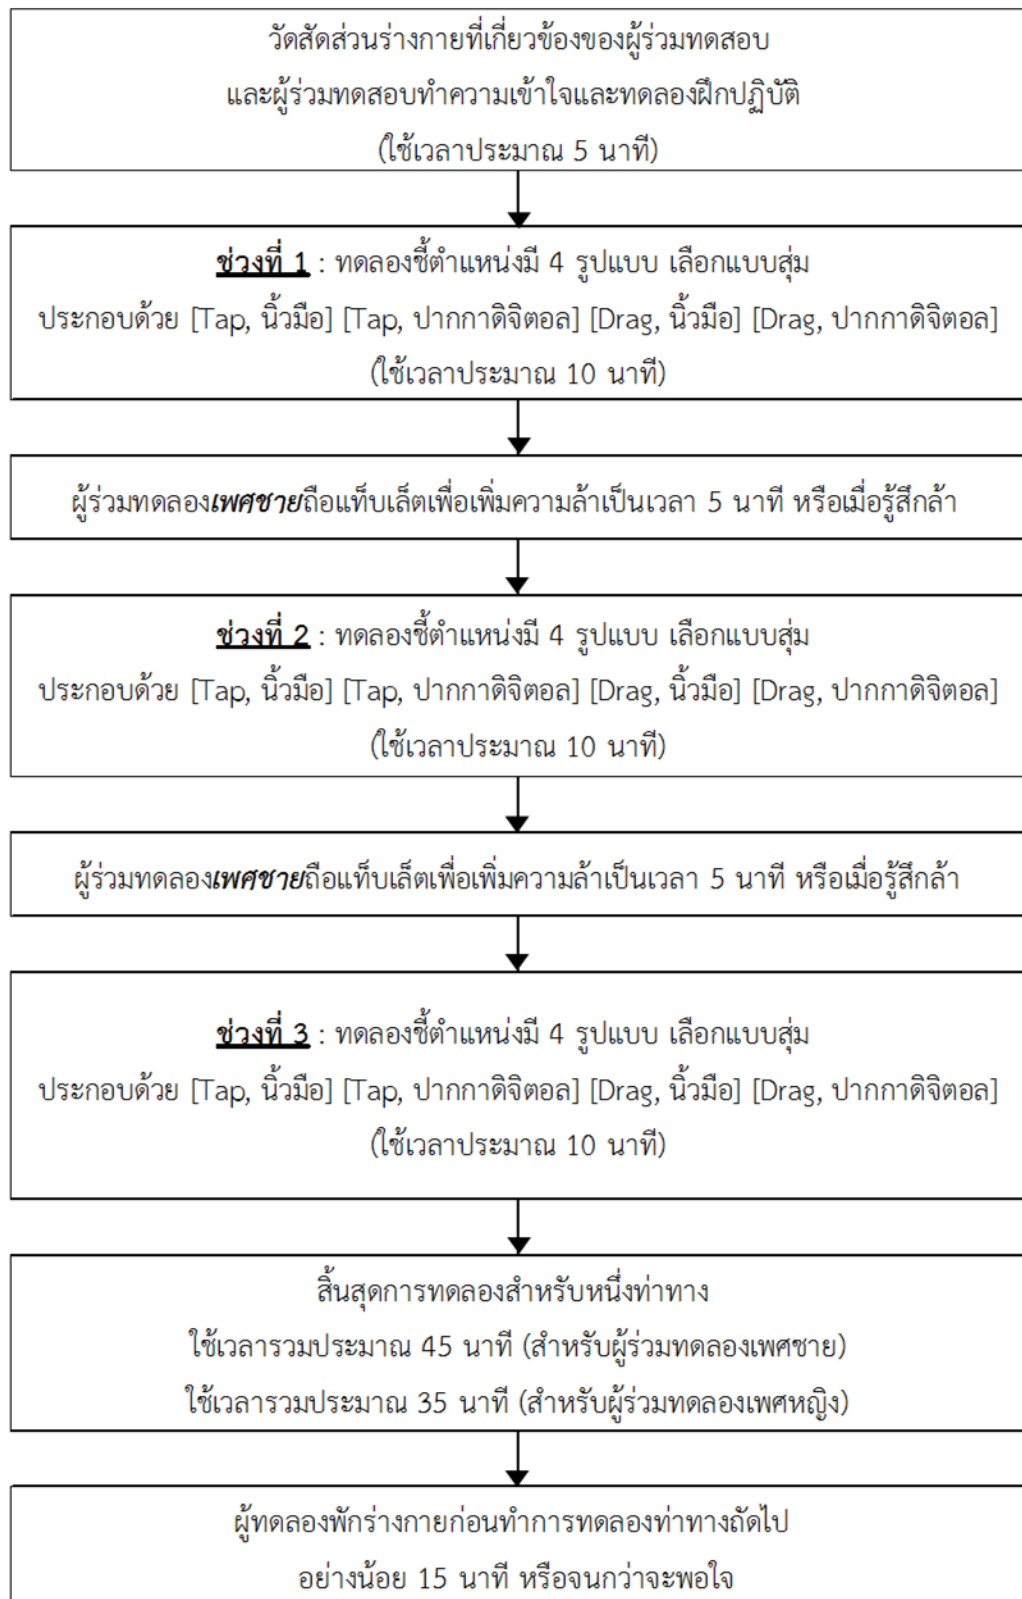 วัดสัดส่วนร่างกายที่เกี่ยวข้องของผู้ร่วมทดสอบ
และผู้ร่วมทดสอบทำความเข้าใจและทดลองฝึกปฏิบัติ
(ใช้เวลาประมาณ 5 นาที)
ช่วงที่ 1 : ทดลองชี้ตำแหน่งมี 4 รูปแบบ เลือกแบบสุ่ม
ประกอบด้วย [Tap, นิ้วมือ] [Tap, ปากกาดิจิตอล] [Drag, นิ้วมือ] [Drag, ปากกาดิจิตอล]
(ใช้เวลาประมาณ 10 นาที)
ผู้ร่วมทดลองเพศชายถือแท็บเล็ตเพื่อเพิ่มความล้าเป็นเวลา 5 นาที หรือเมื่อรู้สึกล้า
ช่วงที่ 2 : ทดลองชี้ตำแหน่งมี 4 รูปแบบ เลือกแบบสุ่ม
ประกอบด้วย [Tap, นิ้วมือ] [Tap, ปากกาดิจิตอล] [Drag, นิ้วมือ] [Drag, ปากกาดิจิตอล]
(ใช้เวลาประมาณ 10 นาที)
ผู้ร่วมทดลองเพศชายถือแท็บเล็ตเพื่อเพิ่มความล้าเป็นเวลา 5 นาที หรือเมื่อรู้สึกล้า
ช่วงที่ 3 : ทดลองชี้ตำแหน่งมี 4 รูปแบบ เลือกแบบสุ่ม
ประกอบด้วย [Tap, นิ้วมือ] [Tap, ปากกาดิจิตอล] [Drag, นิ้วมือ] [Drag, ปากกาดิจิตอล]
(ใช้เวลาประมาณ 10 นาที)
สิ้นสุดการทดลองสำหรับหนึ่งท่าทาง
ใช้เวลารวมประมาณ 45 นาที (สำหรับผู้ร่วมทดลองเพศชาย)
ใช้เวลารวมประมาณ 35 นาที (สำหรับผู้ร่วมทดลองเพศหญิง)
ผู้ทดลองพักร่างกายก่อนทำการทดลองท่าทางถัดไป
อย่างน้อย 15 นาที หรือจนกว่าจะพอใจ